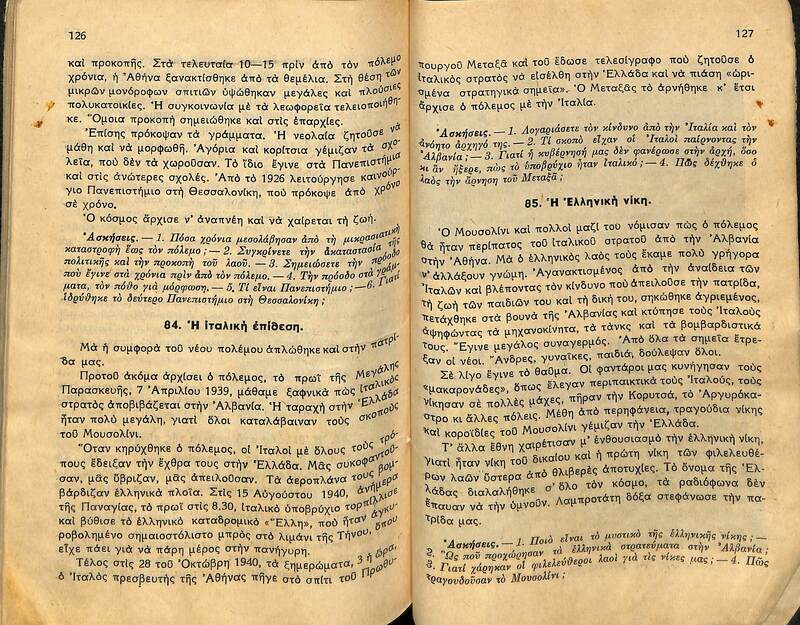 126
καὶ προκοπῆς. Στὰ τελευταῖα 10—15 πρὶν ἀπὸ τὸν πόλεμο
χρόνια, ἡ Ἀθήνα ξανακτίσθηκε ἀπὸ τὰ θεμέλια. Στὴ θέση τῶν
μικρῶν μονόροφων σπιτιῶν ὑψώθηκαν μεγάλες καὶ πλούσιες
πολυκατοικίες. Ἡ συγκοινωνία μὲ τὰ λεωφορεῖα τελειοποιήθη-
κε. Ὅμοια προκοπὴ σημειώθηκε καὶ στὶς ἐπαρχίες.
Ἐπίσης πρόκοψαν τὰ γράμματα. Ἡ νεολαία ζητοῦσε νὰ
μάθη καὶ νὰ μορφωθῆ. Ἀγόρια καὶ κορίτσια γέμιζαν τὰ σχο-
λεῖα, ποὺ δὲν τὰ χωροῦσαν. Τὸ ἴδιο ἔγινε στὰ Πανεπιστήμια
καὶ στὶς ἀνώτερες σχολές. Ἀπὸ τὸ 1926 λειτούργησε καινούρ-
γιο Πανεπιστήμιο στὴ Θεσσαλονίκη, ποὺ πρόκοψε ἀπὸ χρόνο
σὲ χρόνο.
Ὁ κόσμος ἄρχισε ν' ἀναπνέη καὶ νὰ χαίρεται τὴ ζωή.
Ἀσκήσεις. — 1. Πόσα χρόνια μεσολάβησαν ἀπὸ τὴ μικρασιατικὴ
καταστροφὴ ἕως τὸν πόλεμο ; — 2. Συγκρίνετε τὴν ἀκαταστασία τῆς
πολιτικῆς καὶ τὴν προκοπὴ τοῦ λαοῦ. — 3. Σημειώσετε τὴν πρόοδο
ποὺ ἔγινε στὰ χρόνια πρὶν ἀπὸ τὸν πόλεμο. — 4. Τὴν πρόοδο στὰ γράμ-
ματα, τὸν πόθο γιὰ μόρφωση. — 5. Τί εἶναι Πανεπιστήμιο ; — 6. Γιατί
ἱδρύθηκε τὸ δεύτερο Πανεπιστήμιο στὴ Θεσσαλονίκη ;
84. Ἡ ἰταλικὴ ἐπίθεση.
Μὰ ἡ συμφορὰ τοῦ νέου πολέμου ἁπλώθηκε καὶ στὴν πατρί-
δα μας.
Προτοῦ ἀκόμα ἀρχίσει ὁ πόλεμος, τὸ πρωὶ τῆς Μεγάλης
Παρασκευῆς, 7 Ἀπριλίου 1939, μάθαμε ξαφνικὰ πὼς ἰταλικὸς
στρατὸς ἀποβιβάζεται στὴν Ἀλβανία. Ἡ ταραχὴ στὴν Ἑλλάδα
ἦταν πολὺ μεγάλη, γιατὶ ὅλοι καταλάβαιναν τοὺς σκοποὺς
τοῦ Μουσολίνι.
Ὅταν κηρύχθηκε ὁ πόλεμος, οἱ Ἰταλοὶ μὲ ὅλους τοὺς τρό-
πους ἔδειξαν τὴν ἔχθρα τους στὴν Ἑλλάδα. Μᾶς συκοφαντοῦ-
σαν, μᾶς ὕβριζαν, μᾶς ἀπειλοῦσαν. Τὰ ἀεροπλάνα τους βομ-
βάρδιζαν ἑλληνικὰ πλοῖα. Στὶς 15 Αὐγούστου 1940, ἀνήμερα
τῆς Παναγίας, τὸ πρωὶ στὶς 8.30, ἰταλικὸ ὑποβρύχιο τορπίλλισε
καὶ βύθισε τὸ ἑλληνικὸ καταδρομικὸ «Ἕλλη», ποὺ ἦταν ἀγκυ-
ροβολημένο σημαιοστόλιστο μπρὸς στὸ λιμάνι τῆς Τήνου, ὅπου
εἶχε πάει γιὰ νὰ πάρη μέρος στὴν πανήγυρη.
Τέλος στὶς 28 τοῦ Ὀκτώβρη 1940, τὰ ξημερώματα, 3 ἡ ὥρα,
ὁ Ἰταλὸς πρεσβευτὴς τῆς Ἀθήνας πῆγε στὸ σπίτι τοῦ Πρωθυ-
127
πουργοῦ Μεταξᾶ καὶ τοῦ ἔδωσε τελεσίγραφο ποὺ ζητοῦσε ὁ
ἰταλικὸς στρατὸς νὰ εἰσέλθη στὴν Ἑλλάδα καὶ νὰ πιάση «ὡρι-
σμένα στρατηγικὰ σημεῖα». Ὁ Μεταξᾶς τὸ ἀρνήθηκε κ' ἔτσι
ἄρχισε ὁ πόλεμος μὲ τὴν Ἰταλία.
Ἀσκήσεις. — 1. Λογαριάσετε τὸν κίνδυνο ἀπὸ τὴν Ἰταλία καὶ τὸν
ἀνόητο ἀρχηγό της. — 2. Τί σκοπὸ εἶχαν οἱ Ἰταλοὶ παίρνοντας τὴν
Ἀλβανία ; — 3. Γιατί ἡ κυβέρνησή μας δὲν φανέρωσε στὴν ἀρχή, ὅσο
κι ἂν ἤξερε, πὼς τὸ ὑποβρύχιο ἦταν ἰταλικό ; — 4. Πῶς δέχθηκε ὁ
λαὸς τὴν ἄρνηση τοῦ Μεταξᾶ ;
85. Ἡ Ἑλληνικὴ νίκη.
Ὁ Μουσολίνι καὶ πολλοὶ μαζί του νόμισαν πὼς ὁ πόλεμος
θὰ ἦταν περίπατος τοῦ ἰταλικοῦ στρατοῦ ἀπὸ τὴν Ἀλβανία
στὴν Ἀθήνα. Μὰ ὁ ἑλληνικὸς λαὸς τοὺς ἔκαμε πολὺ γρήγορα
ν' ἀλλάξουν γνώμη. Ἀγανακτισμένος ἀπὸ τὴν ἀναίδεια τῶν
Ἰταλῶν καὶ βλέποντας τὸν κίνδυνο ποὺ ἀπειλοῦσε τὴν πατρίδα,
τὴ ζωὴ τῶν παιδιῶν του καὶ τὴ δική του, σηκώθηκε ἀγριεμένος,
πετάχθηκε στὰ βουνὰ τῆς Ἀλβανίας καὶ κτύπησε τοὺς Ἰταλοὺς
ἀψηφώντας τὰ μηχανοκίνητα, τὰ τὰνκς καὶ τὰ βομβαρδιστικά
τους. Ἔγινε μεγάλος συναγερμός. Ἀπὸ ὅλα τὰ σημεῖα ἔτρε-
ξαν οἱ νέοι. Ἄνδρες, γυναῖκες, παιδιά, δούλεψαν ὅλοι.
Σὲ λίγο ἔγινε τὸ θαῦμα. Οἱ φαντάροι μας κυνήγησαν τοὺς
«μακαρονάδες», ὅπως ἔλεγαν περιπαικτικὰ τοὺς Ἰταλούς, τοὺς
νίκησαν σὲ πολλὲς μάχες, πῆραν τὴν Κορυτσά, τὸ Ἀργυρόκα-
στρο κι ἄλλες πόλεις. Μέθη ἀπὸ περηφάνεια, τραγούδια νίκης
καὶ κοροϊδίες τοῦ Μουσολίνι γέμιζαν τὴν Ἑλλάδα.
Τ' ἄλλα ἔθνη χαιρέτισαν μ' ἐνθουσιασμὸ τὴν ἑλληνικὴ νίκη,
γιατὶ ἦταν νίκη τοῦ δικαίου καὶ ἡ πρώτη νίκη τῶν φιλελευθέ-
ρων λαῶν ὕστερα ἀπὸ θλιβερὲς ἀποτυχίες. Τὸ ὄνομα τῆς Ἑλ-
λάδας διαλαλήθηκε σ' ὅλο τὸν κόσμο, τὰ ραδιόφωνα δὲν
ἔπαυαν νὰ τὴν ὑμνοῦν. Λαμπροτάτη δόξα στεφάνωσε τὴν πα-
τρίδα μας.
Ἀσκήσεις. — 1. Ποιὸ εἶναι τὸ μυστικὸ τῆς ἑλληνικῆς νίκης ; —
2. Ὣς ποῦ προχώρησαν τὰ ἑλληνικὰ στρατεύματα στὴν Ἀλβανία ;
3. Γιατί χάρηκαν οἱ φιλελεύθεροι λαοὶ γιὰ τὶς νίκες μας ; — 4. Πῶς
τραγουδοῦσαν τὸ Μουσολίνι ;